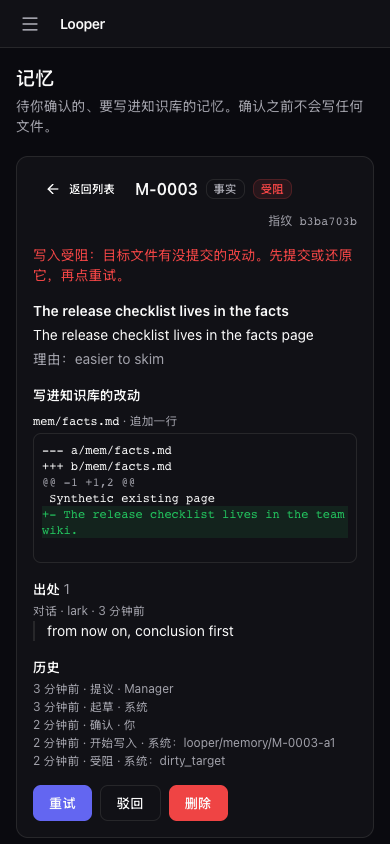 Looper
记忆
待你确认的、要写进知识库的记忆。确认之前不会写任何
文件。
返回列表 M-0003 事实 受阻
指纹 b3ba703b
写入受阻：目标文件有没提交的改动。先提交或还原
它，再点重试。
The release checklist lives in the facts
The release checklist lives in the facts page
理由：easier to skim
写进知识库的改动
mem/facts.md · 追加一行
--- a/mem/facts.md
+++ b/mem/facts.md
@@ -1 +1,2 @@
Synthetic existing page
+- The release checklist lives in the team
wiki.
出处 1
对话 · lark · 3 分钟前
from now on, conclusion first
历史
3 分钟前 · 提议 · Manager
3 分钟前 · 起草 · 系统
2 分钟前 · 确认 · 你
2 分钟前 · 开始写入 · 系统：looper/memory/M-0003-a1
2 分钟前 · 受阻 · 系统：dirty_target
重试 驳回 删除